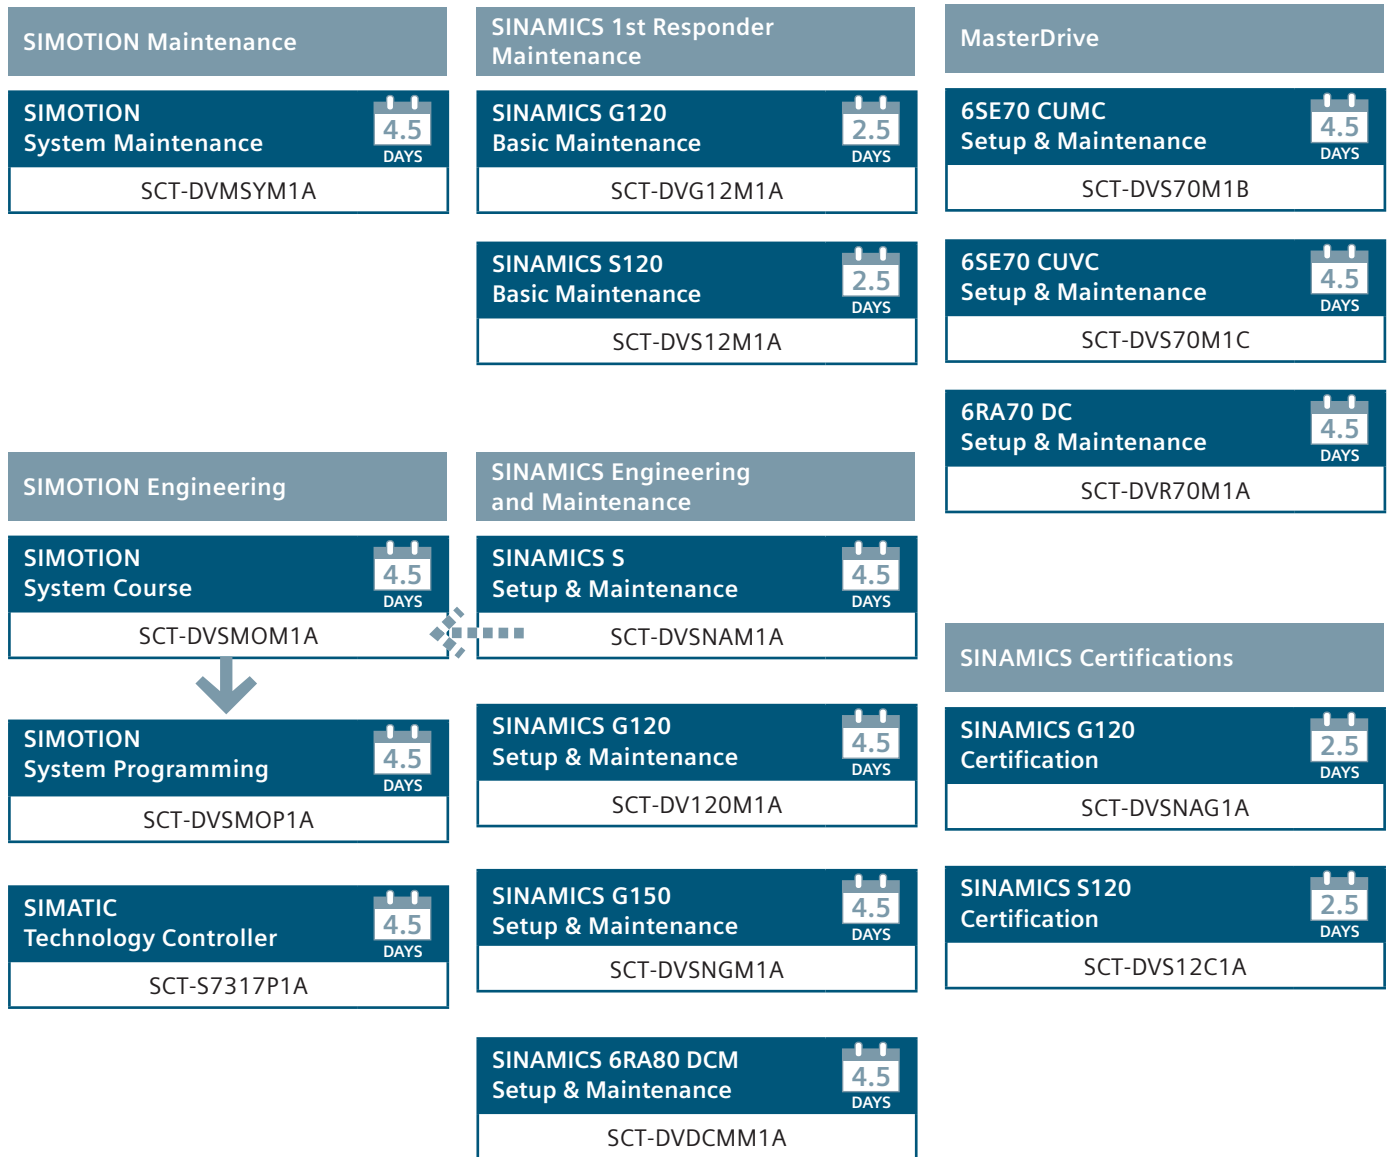 SIMOTION Maintenance
SIMOTION
System Maintenance
4.5
DAYS
SCT-DVMSYM1A
SINAMICS 1st Responder
Maintenance
SINAMICS G120
Basic Maintenance
2.5
DAYS
SCT-DVG12M1A
SINAMICS S120
Basic Maintenance
2.5
DAYS
SCT-DVS12M1A
MasterDrive
6SE70 CUMC
Setup & Maintenance
4.5
DAYS
SCT-DVS70M1B
6SE70 CUVC
Setup & Maintenance
4.5
DAYS
SCT-DVS70M1C
6RA70 DC
Setup & Maintenance
4.5
DAYS
SCT-DVR70M1A
SIMOTION Engineering
SIMOTION
System Course
4.5
DAYS
SCT-DVSMOM1A
SIMOTION
System Programming
4.5
DAYS
SCT-DVSMOP1A
SIMATIC
Technology Controller
4.5
DAYS
SCT-S7317P1A
SINAMICS Engineering
and Maintenance
SINAMICS S
Setup & Maintenance
4.5
DAYS
SCT-DVSNAM1A
SINAMICS G120
Setup & Maintenance
4.5
DAYS
SCT-DV120M1A
SINAMICS G150
Setup & Maintenance
4.5
DAYS
SCT-DVSNGM1A
SINAMICS 6RA80 DCM
Setup & Maintenance
4.5
DAYS
SCT-DVDCMM1A
SINAMICS Certifications
SINAMICS G120
Certification
2.5
DAYS
SCT-DVSNAG1A
SINAMICS S120
Certification
2.5
DAYS
SCT-DVS12C1A